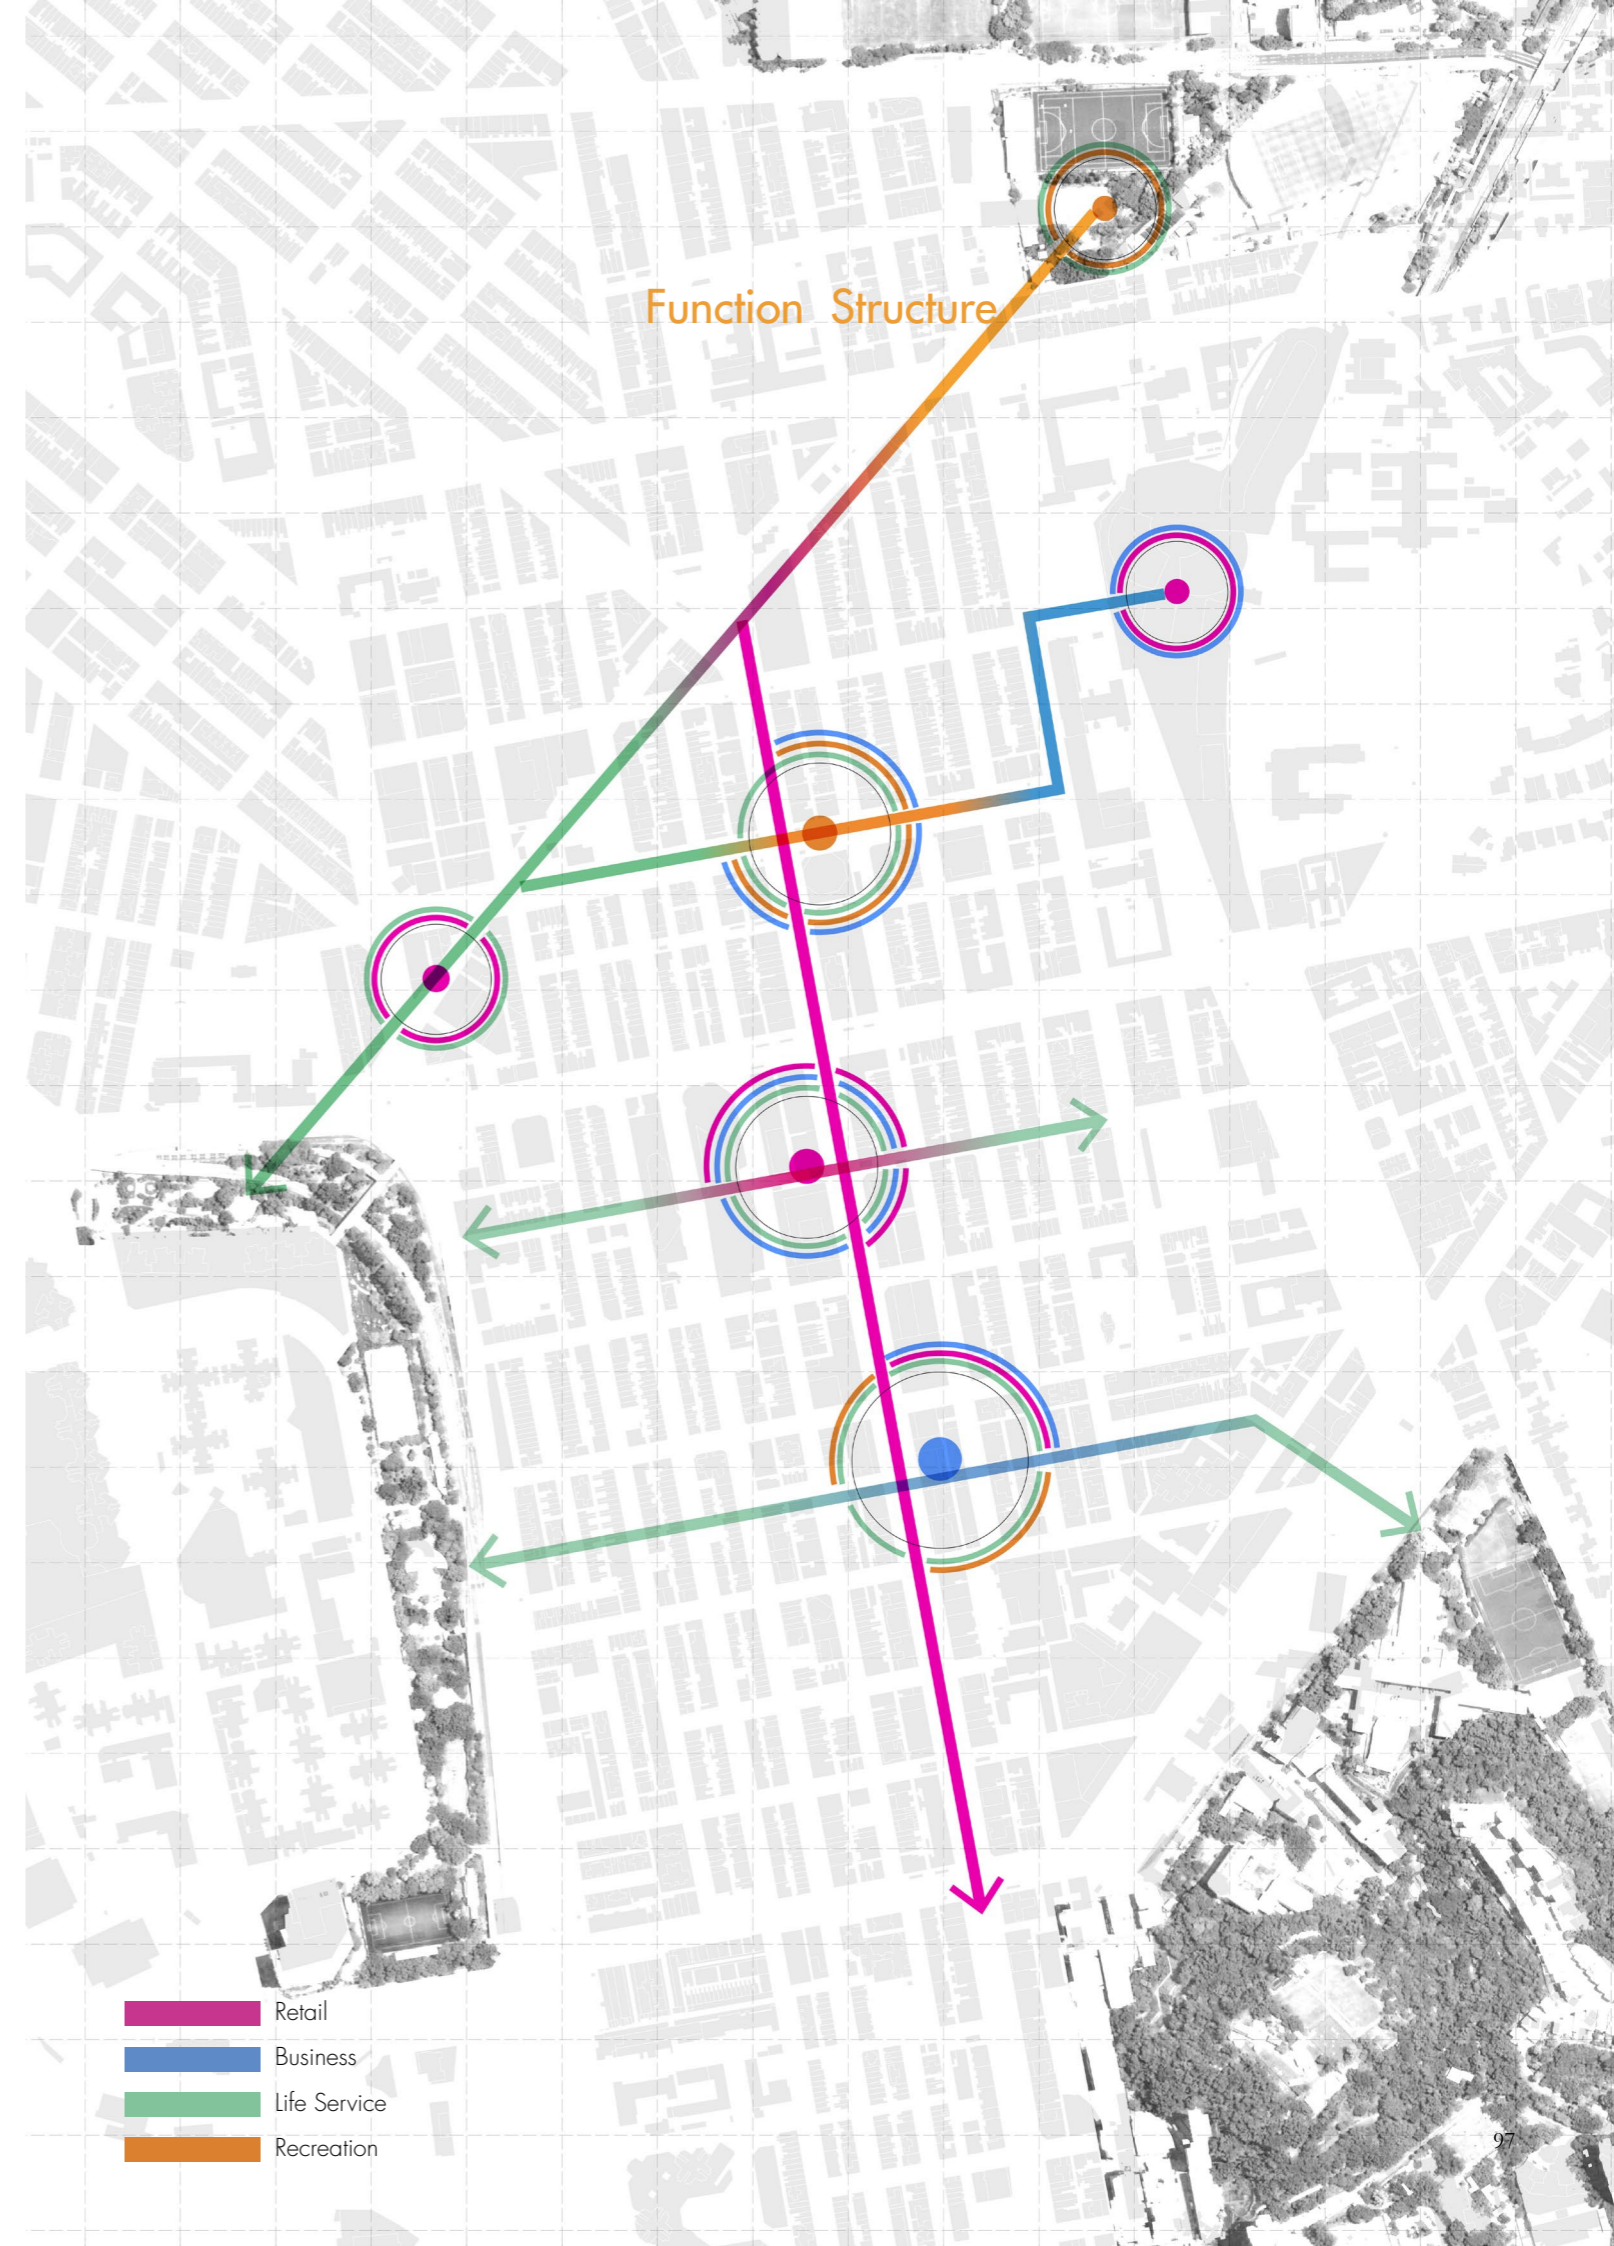 Function Structure
Retail
Business
Life Service
Recreation
97